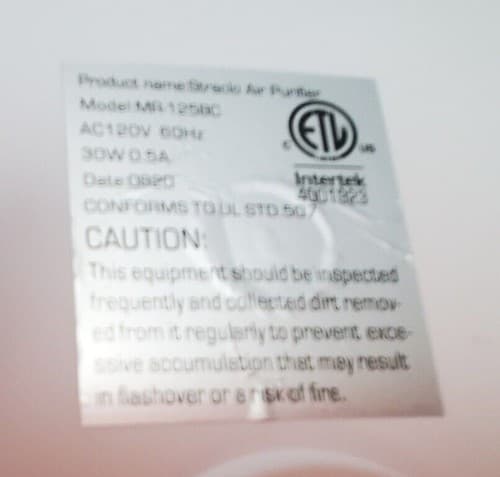 Product name:Stracio Air Purifier
Model:MR-125BC
AC120V 60Hz
30W 0.5A
Date:0820
CONFORMS TO UL STD.507
ETL
C US
Intertek
4001323
CAUTION:
This equipment should be inspected
frequently and collected dirt remov-
ed from it regularly to prevent exce-
ssive accumulation that may result
in flashover or a risk of fire.